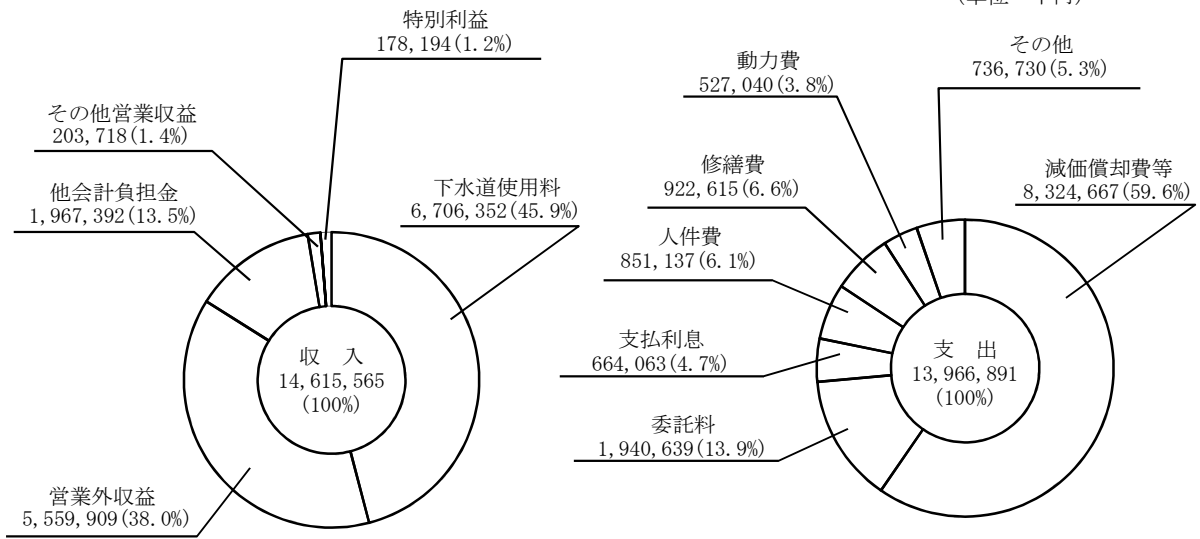 特別利益
178,194(1.2%)
その他営業収益
203,718(1.4%)
他会計負担金
1,967,392(13.5%)
下水道使用料
6,706,352(45.9%)
収　入
14,615,565
(100%)
営業外収益
5,559,909(38.0%)
その他
736,730(5.3%)
動力費
527,040(3.8%)
修繕費
922,615(6.6%)
減価償却費等
8,324,667(59.6%)
人件費
851,137(6.1%)
支払利息
664,063(4.7%)
支　出
13,966,891
(100%)
委託料
1,940,639(13.9%)